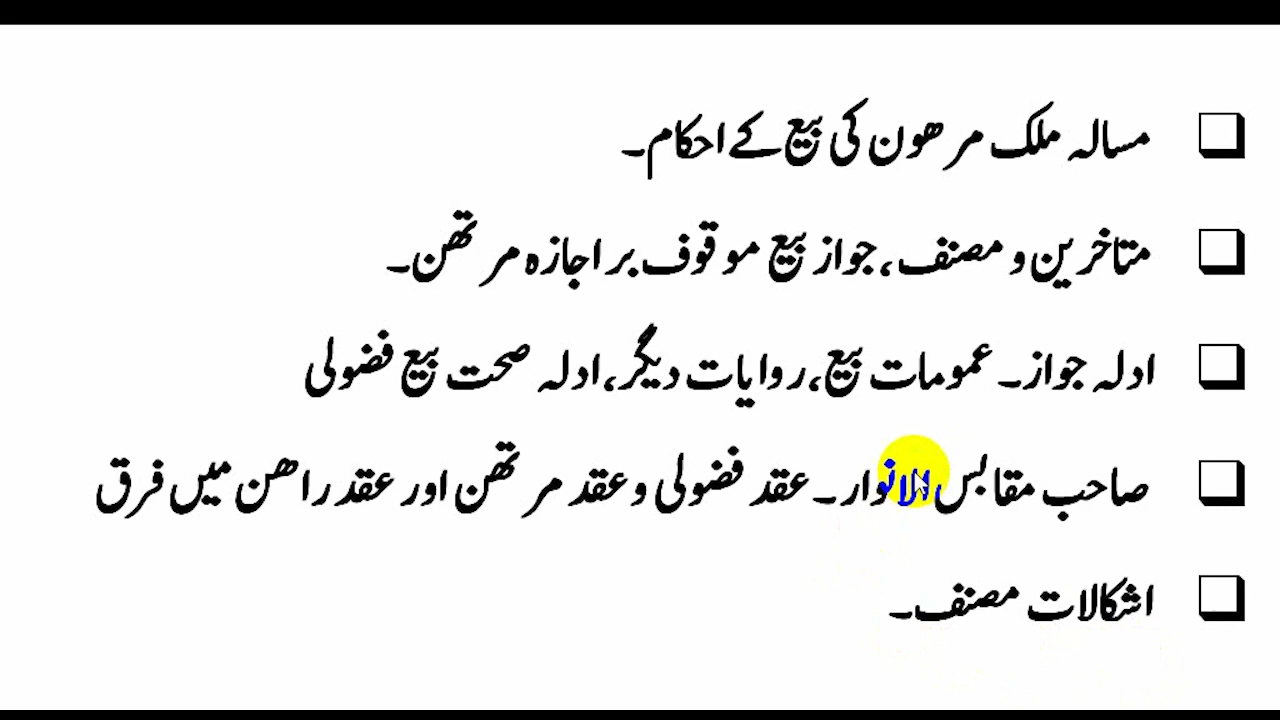 مسالہ ملک مرھون کی بیع کے احکام۔
متاخرین و مصنف، جواز بیع موقوف بر اجازہ مرتھن۔
ادلہ جواز۔ عمومات بیع، روایات دیگر، ادلہ صحت بیع فضولی
صاحب مقابس الانوار۔ عقد فضولی و عقد مرتھن اور عقد راھن میں فرق
اشکالات مصنف۔